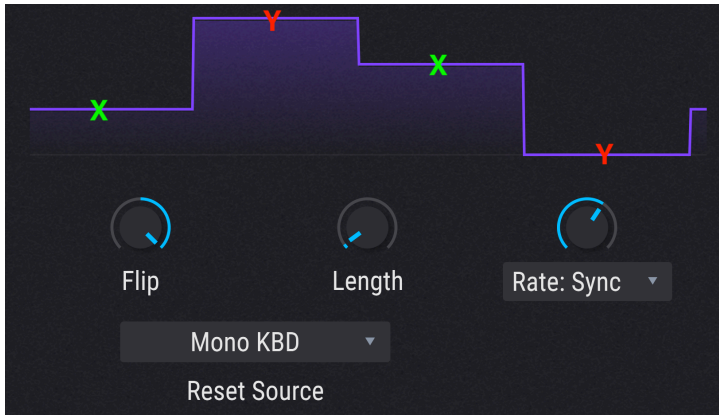 Y
X
X
Y
Flip
Length
Rate: Sync
Mono KBD
Reset Source